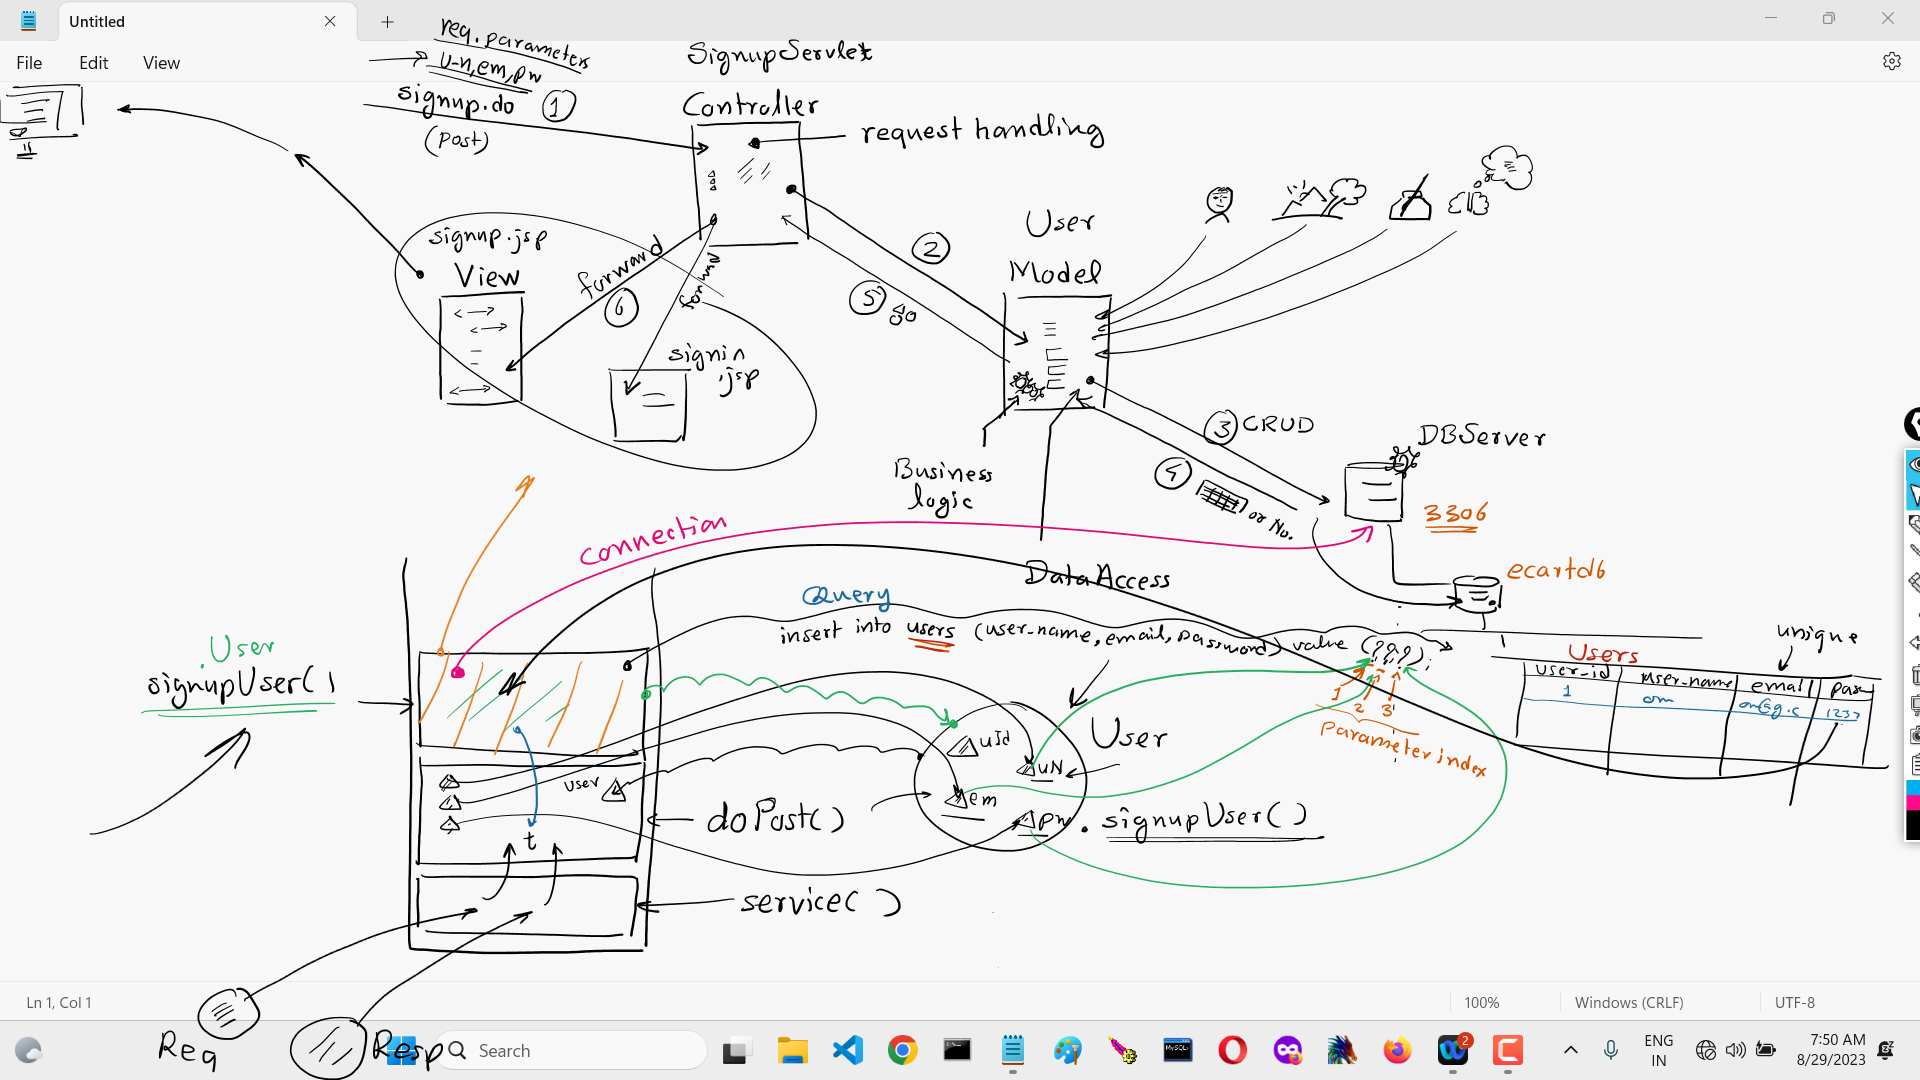 Untitled
File Edit View
req.parameters
u-n,em,pw
signup.do ①
(Post)
SignupServlet
Controller
request handling
signup.jsp
View
forward
⑥
signin
.jsp
②
⑤
go
User
Model
Business
logic
③ CRUD
④
or No.
DBServer
3306
ecartdb
connection
DataAccess
Query
insert into users (user_name, email, password) value (?,?,?);
1 2 3
Parameter index
unique
Users
user_id user_name email
1 om om@g.c
User
signupUser()
user
t
uId
uN
em
pw
User
.signupUser()
doPost()
service()
Req
Resp
Ln 1, Col 1
100%
Windows (CRLF)
UTF-8
Search
2
ENG
IN
7:50 AM
8/29/2023